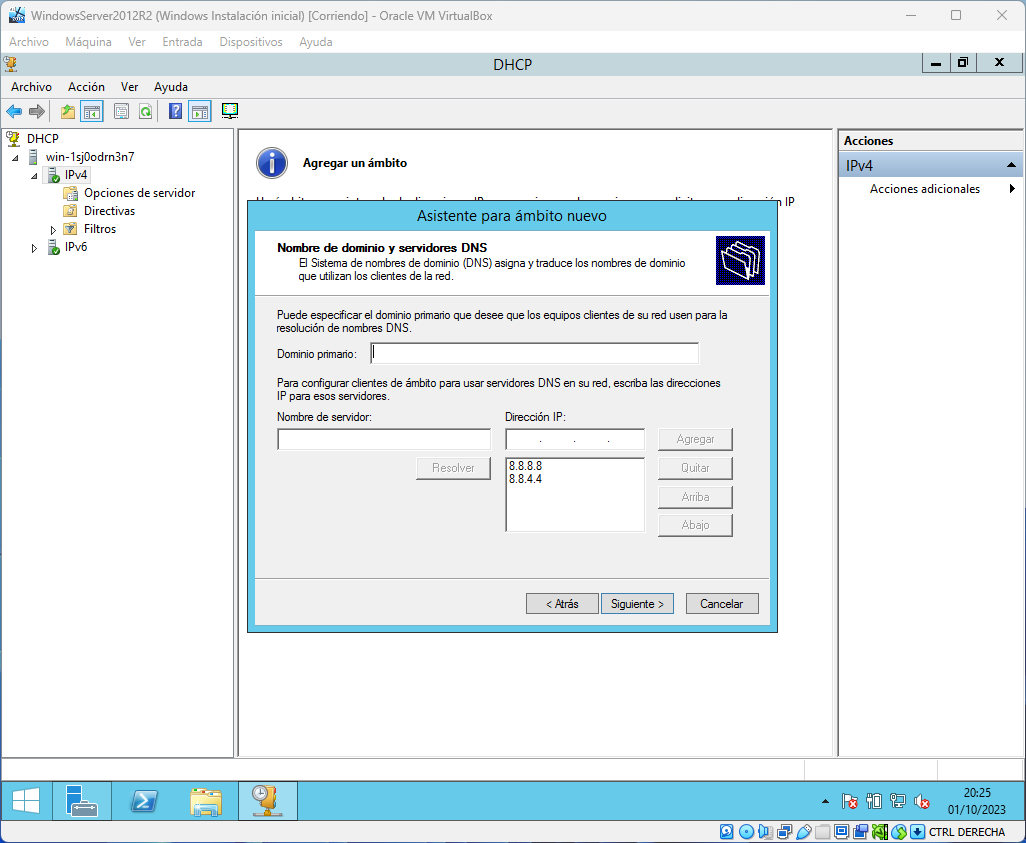 WindowsServer2012R2 (Windows Instalación inicial) [Corriendo] - Oracle VM VirtualBox
Archivo Máquina Ver Entrada Dispositivos Ayuda
DHCP
Archivo Acción Ver Ayuda
DHCP
win-1sj0odrn3n7
IPv4
Opciones de servidor
Directivas
Filtros
IPv6
Agregar un ámbito
IP
Asistente para ámbito nuevo
Nombre de dominio y servidores DNS
El Sistema de nombres de dominio (DNS) asigna y traduce los nombres de dominio
que utilizan los clientes de la red.
Puede especificar el dominio primario que desee que los equipos clientes de su red usen para la
resolución de nombres DNS.
Dominio primario:
Para configurar clientes de ámbito para usar servidores DNS en su red, escriba las direcciones
IP para esos servidores.
Nombre de servidor: Dirección IP:
. . . Agregar
Resolver
8.8.8.8
8.8.4.4
Quitar
Arriba
Abajo
< Atrás Siguiente > Cancelar
Acciones
IPv4
Acciones adicionales
20:25
01/10/2023
CTRL DERECHA